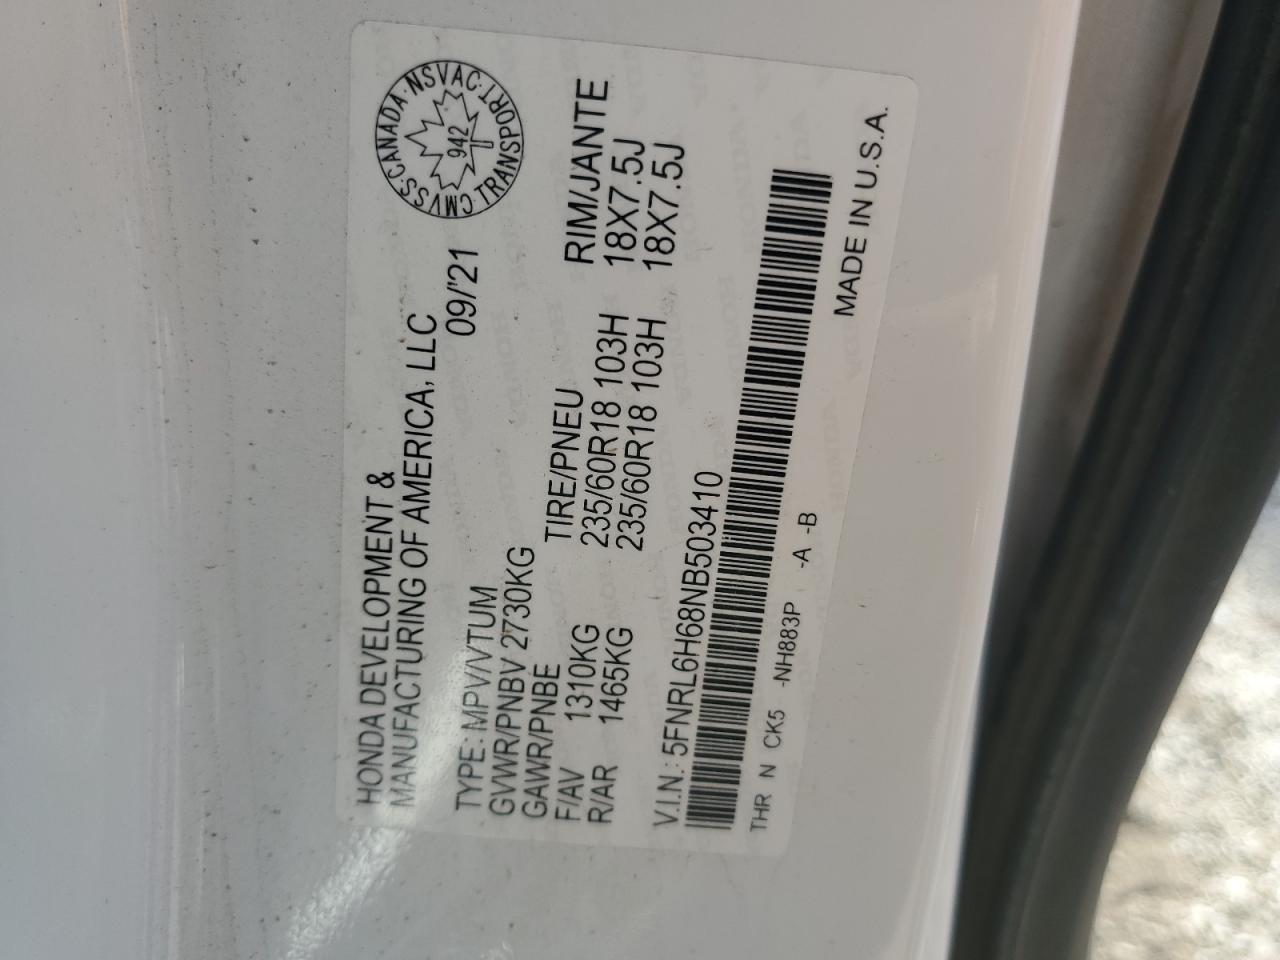 HONDA DEVELOPMENT &
MANUFACTURING OF AMERICA, LLC
09/'21
CMVSS·CANADA·NSVAC·TRANSPORT·
942
TYPE: MPV/VTUM
GVWR/PNBV 2730KG
GAWR/PNBE TIRE/PNEU RIM/JANTE
F/AV 1310KG 235/60R18 103H 18X7.5J
R/AR 1465KG 235/60R18 103H 18X7.5J
V.I.N.: 5FNRL6H68NB503410
THR N CK5 -NH883P -A -B
MADE IN U.S.A.